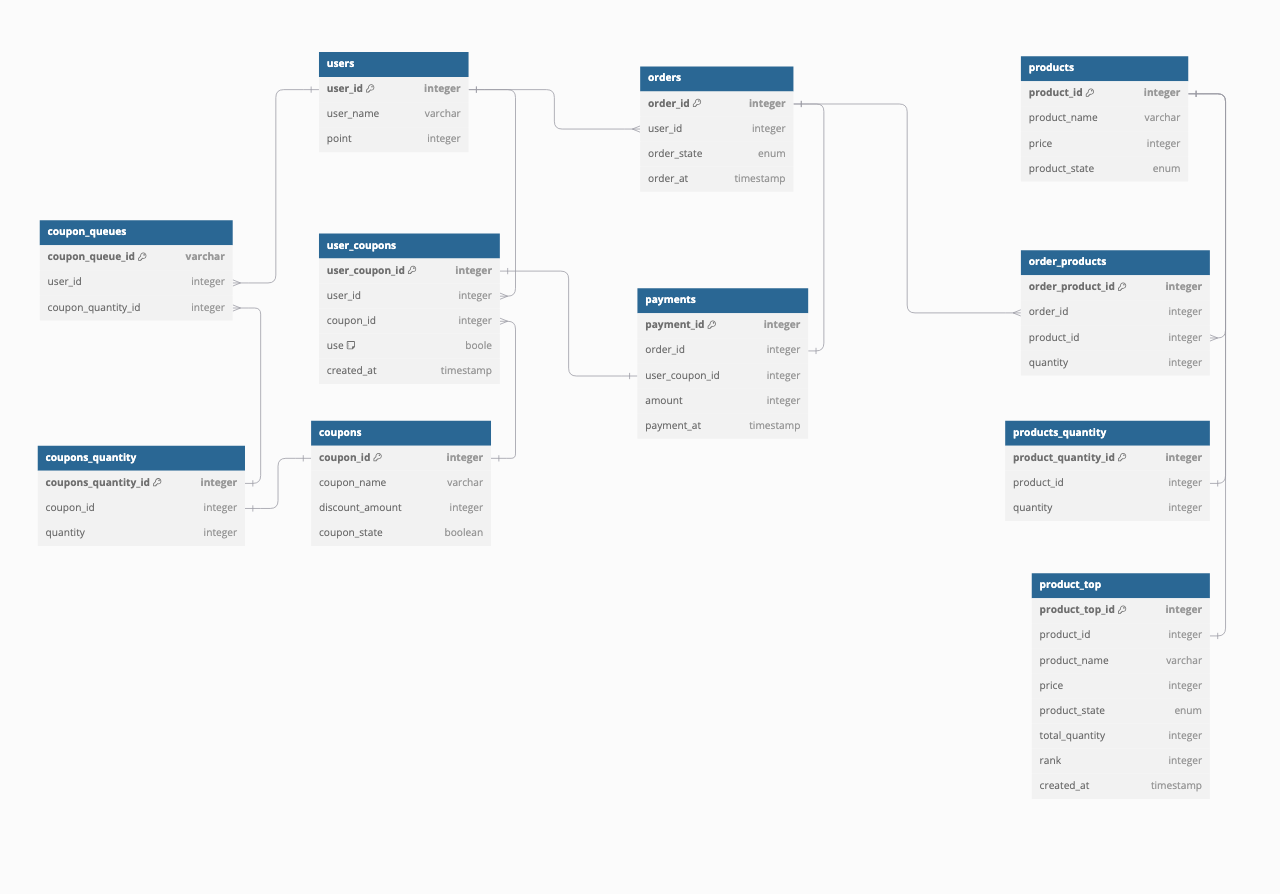 users
user_id integer
user_name varchar
point integer
orders
order_id integer
user_id integer
order_state enum
order_at timestamp
products
product_id integer
product_name varchar
price integer
product_state enum
coupon_queues
coupon_queue_id varchar
user_id integer
coupon_quantity_id integer
user_coupons
user_coupon_id integer
user_id integer
coupon_id integer
use boole
created_at timestamp
payments
payment_id integer
order_id integer
user_coupon_id integer
amount integer
payment_at timestamp
order_products
order_product_id integer
order_id integer
product_id integer
quantity integer
coupons_quantity
coupons_quantity_id integer
coupon_id integer
quantity integer
coupons
coupon_id integer
coupon_name varchar
discount_amount integer
coupon_state boolean
products_quantity
product_quantity_id integer
product_id integer
quantity integer
product_top
product_top_id integer
product_id integer
product_name varchar
price integer
product_state enum
total_quantity integer
rank integer
created_at timestamp